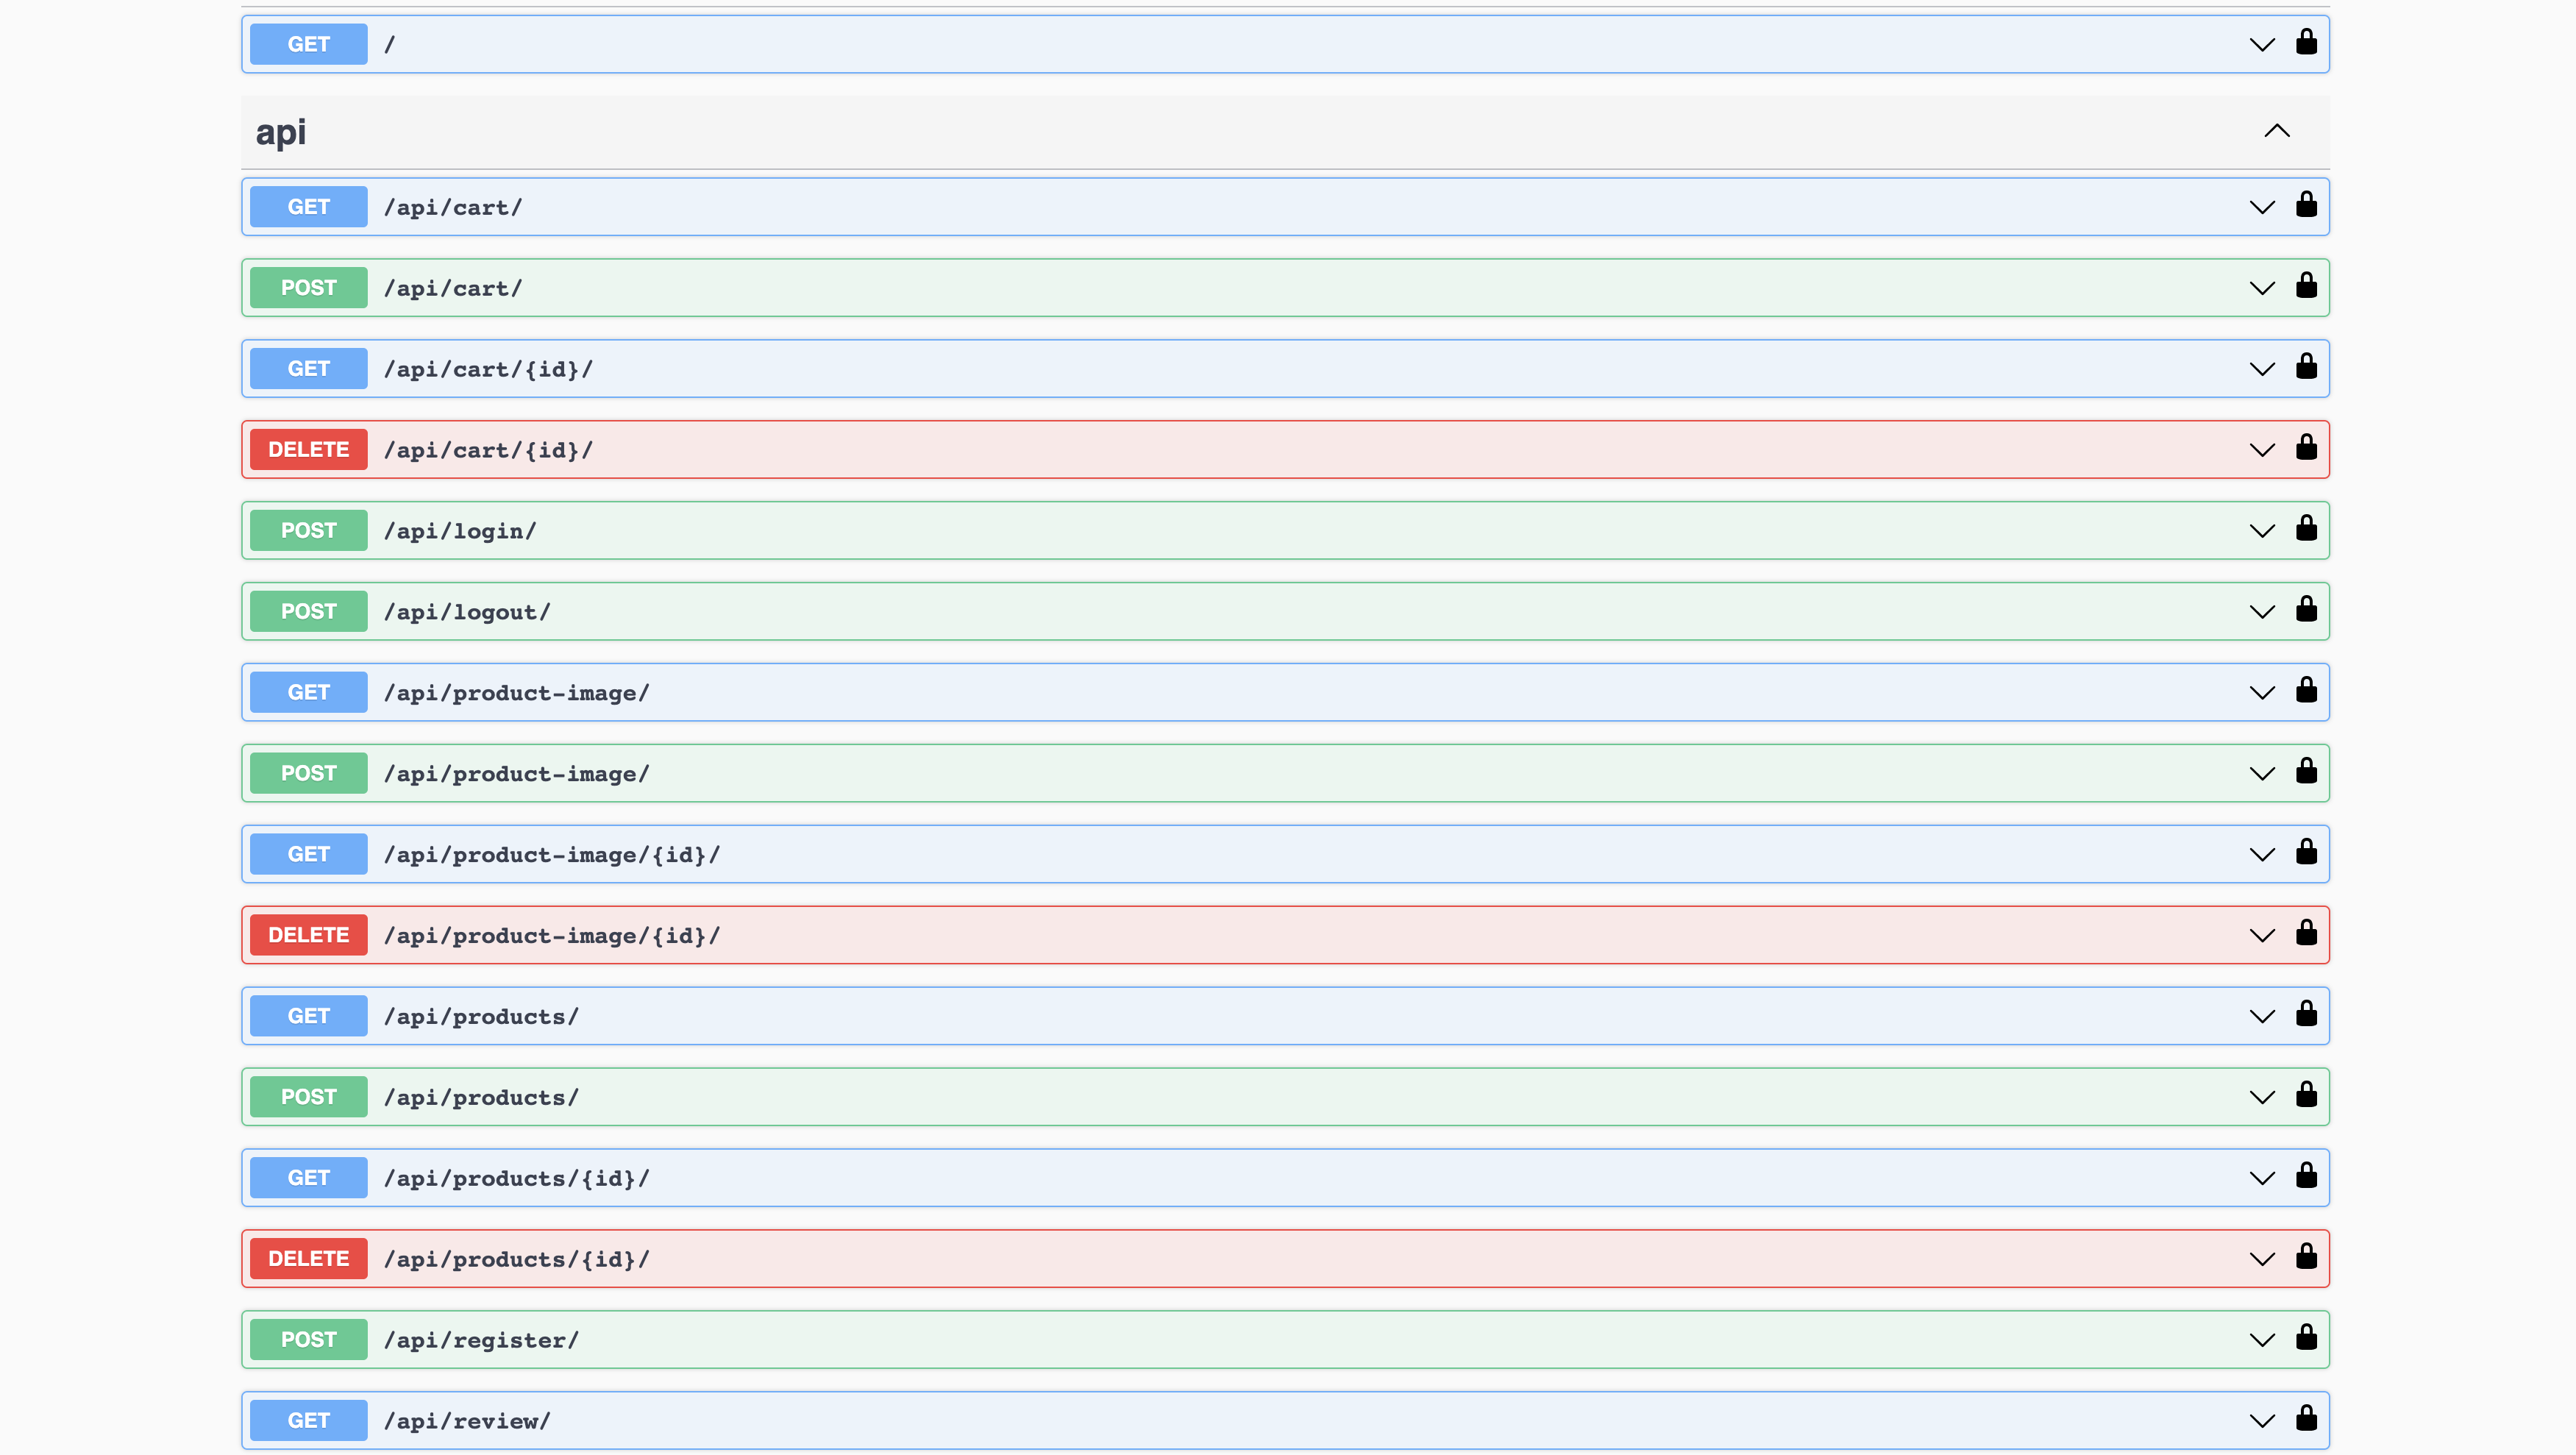 GET /
api
GET /api/cart/
POST /api/cart/
GET /api/cart/{id}/
DELETE /api/cart/{id}/
POST /api/login/
POST /api/logout/
GET /api/product-image/
POST /api/product-image/
GET /api/product-image/{id}/
DELETE /api/product-image/{id}/
GET /api/products/
POST /api/products/
GET /api/products/{id}/
DELETE /api/products/{id}/
POST /api/register/
GET /api/review/